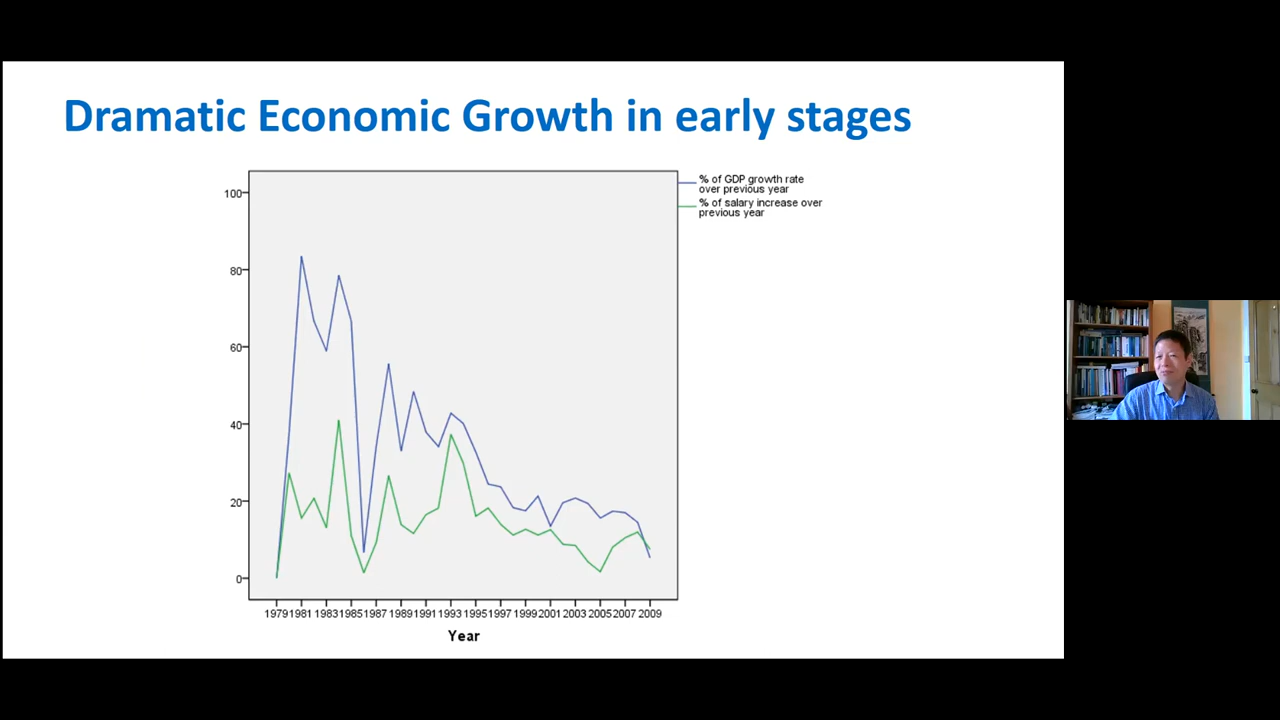 Dramatic Economic Growth in early stages
% of GDP growth rate
over previous year
% of salary increase over
previous year
100
80
60
40
20
0
1979 1981 1983 1985 1987 1989 1991 1993 1995 1997 1999 2001 2003 2005 2007 2009
Year